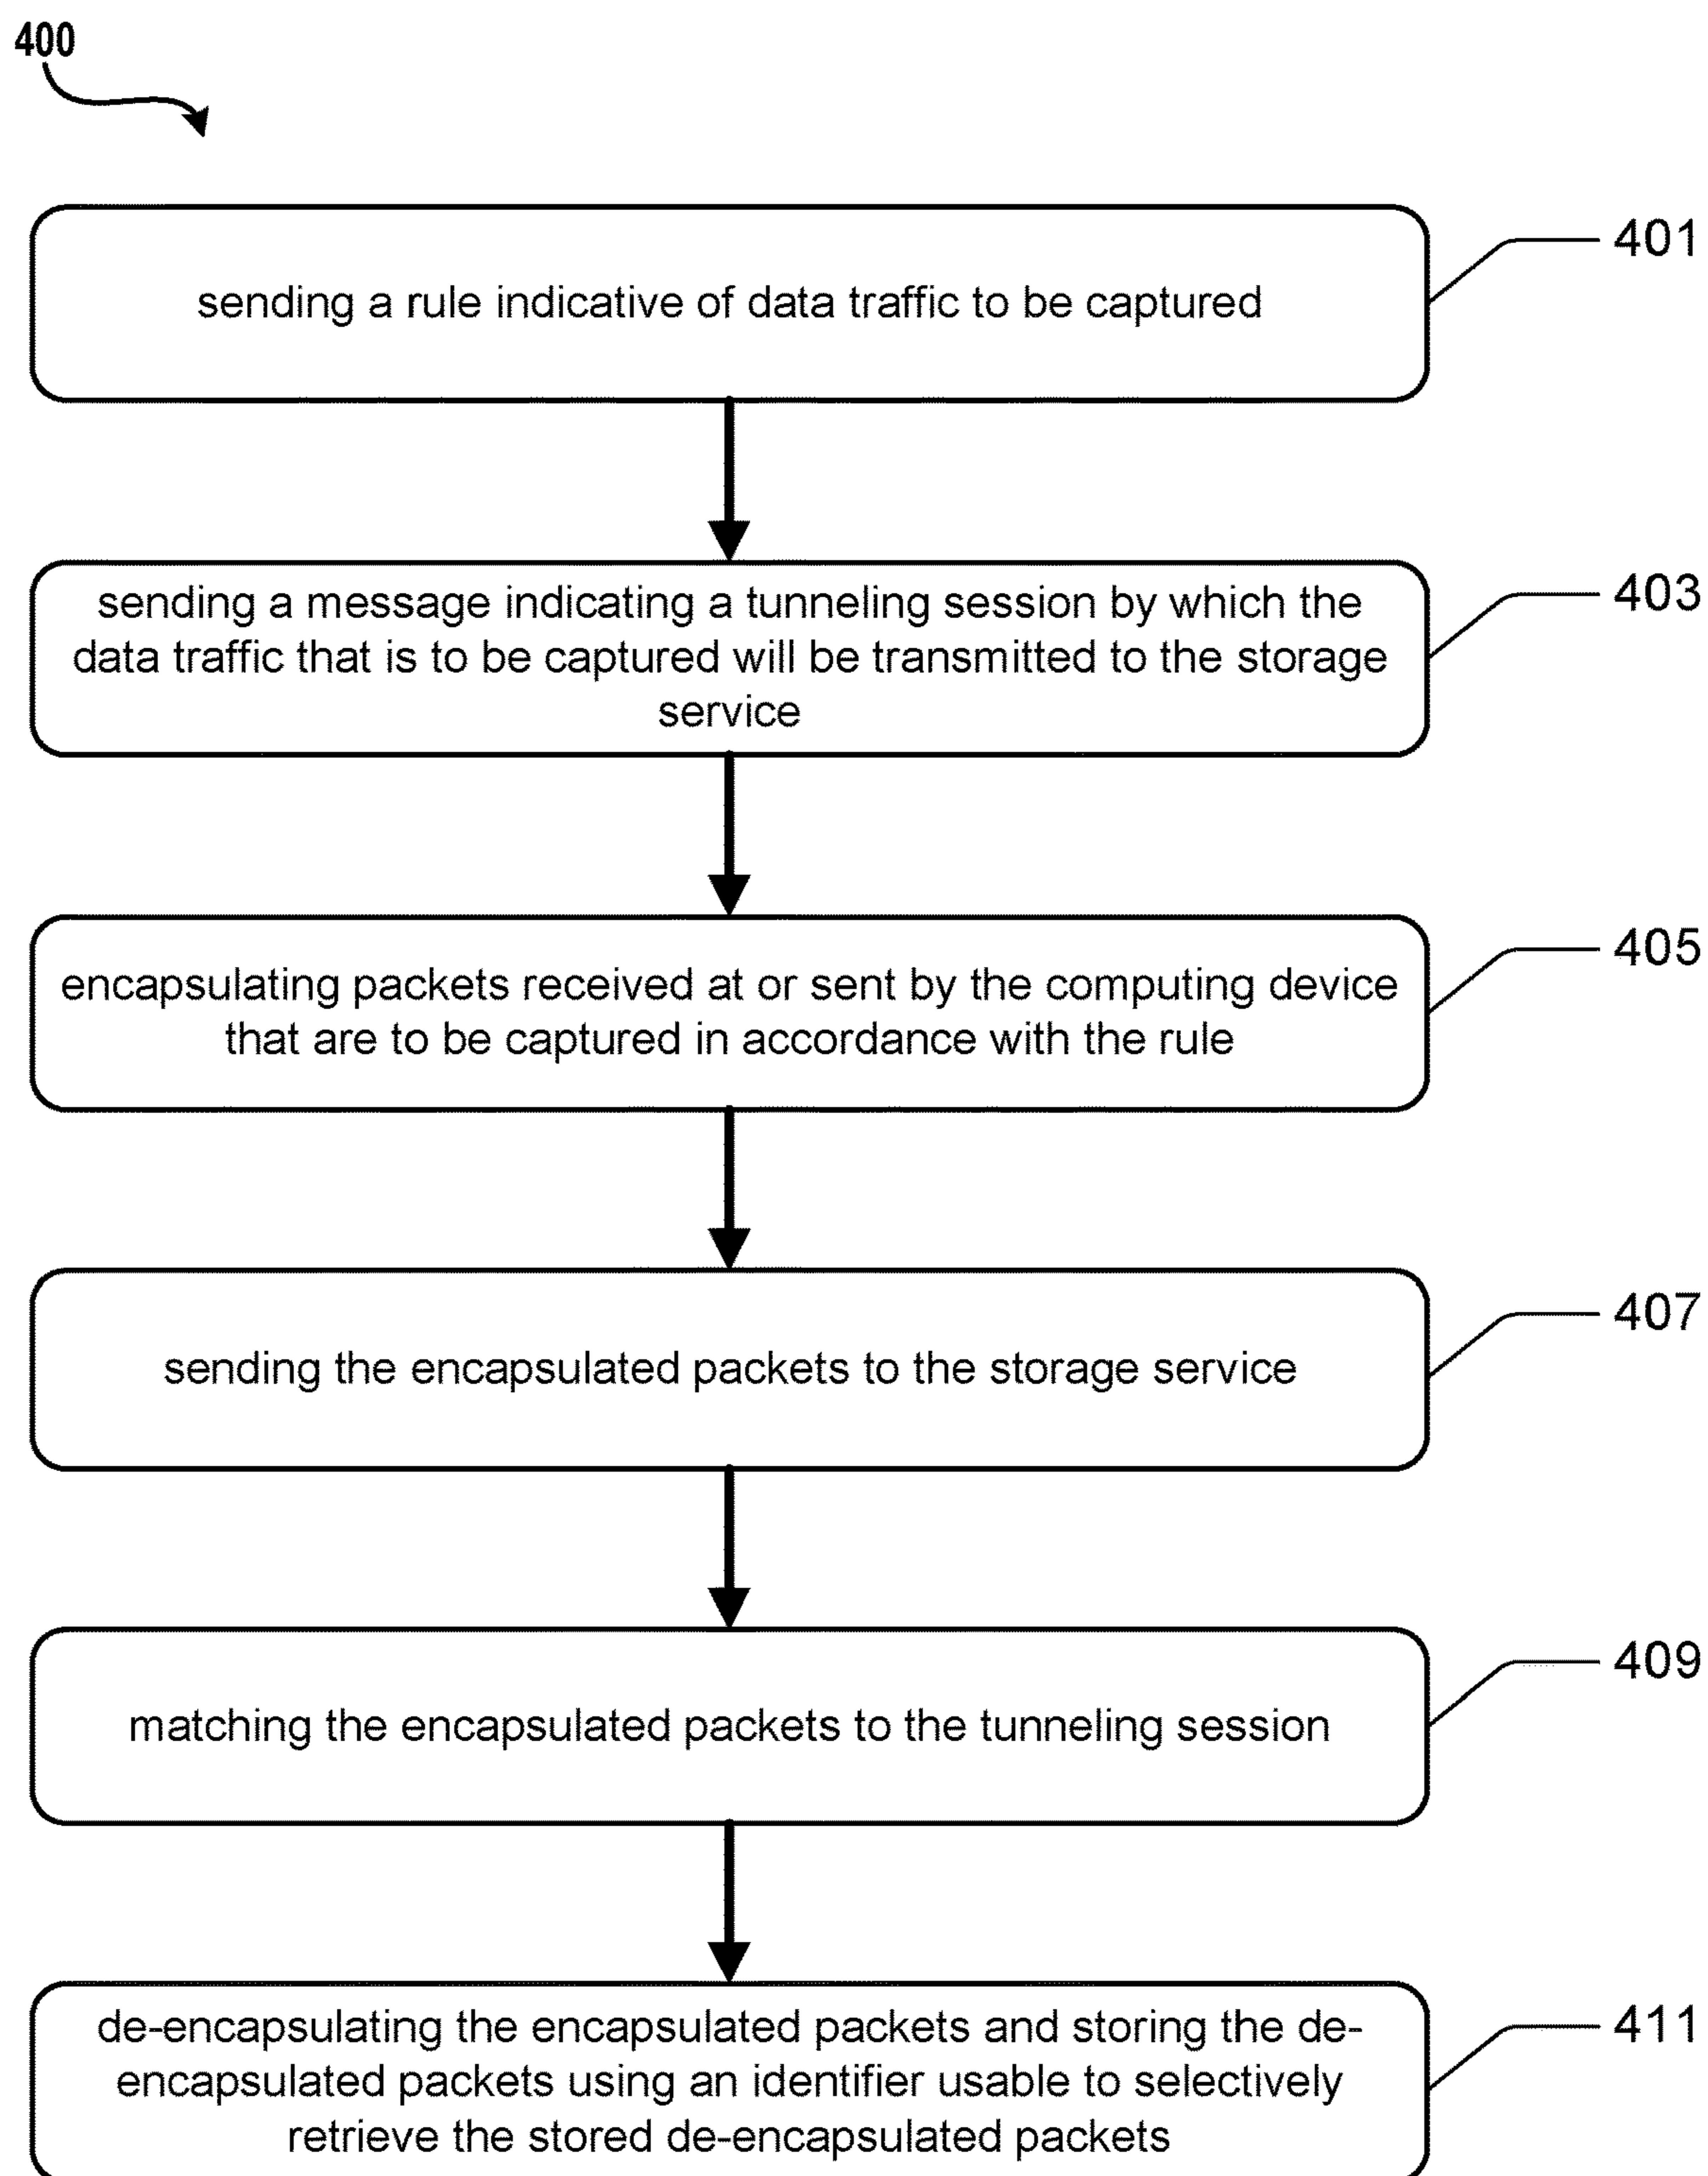 400
sending a rule indicative of data traffic to be captured
401
sending a message indicating a tunneling session by which the
data traffic that is to be captured will be transmitted to the storage
service
403
encapsulating packets received at or sent by the computing device
that are to be captured in accordance with the rule
405
sending the encapsulated packets to the storage service
407
matching the encapsulated packets to the tunneling session
409
de-encapsulating the encapsulated packets and storing the de-
encapsulated packets using an identifier usable to selectively
retrieve the stored de-encapsulated packets
411